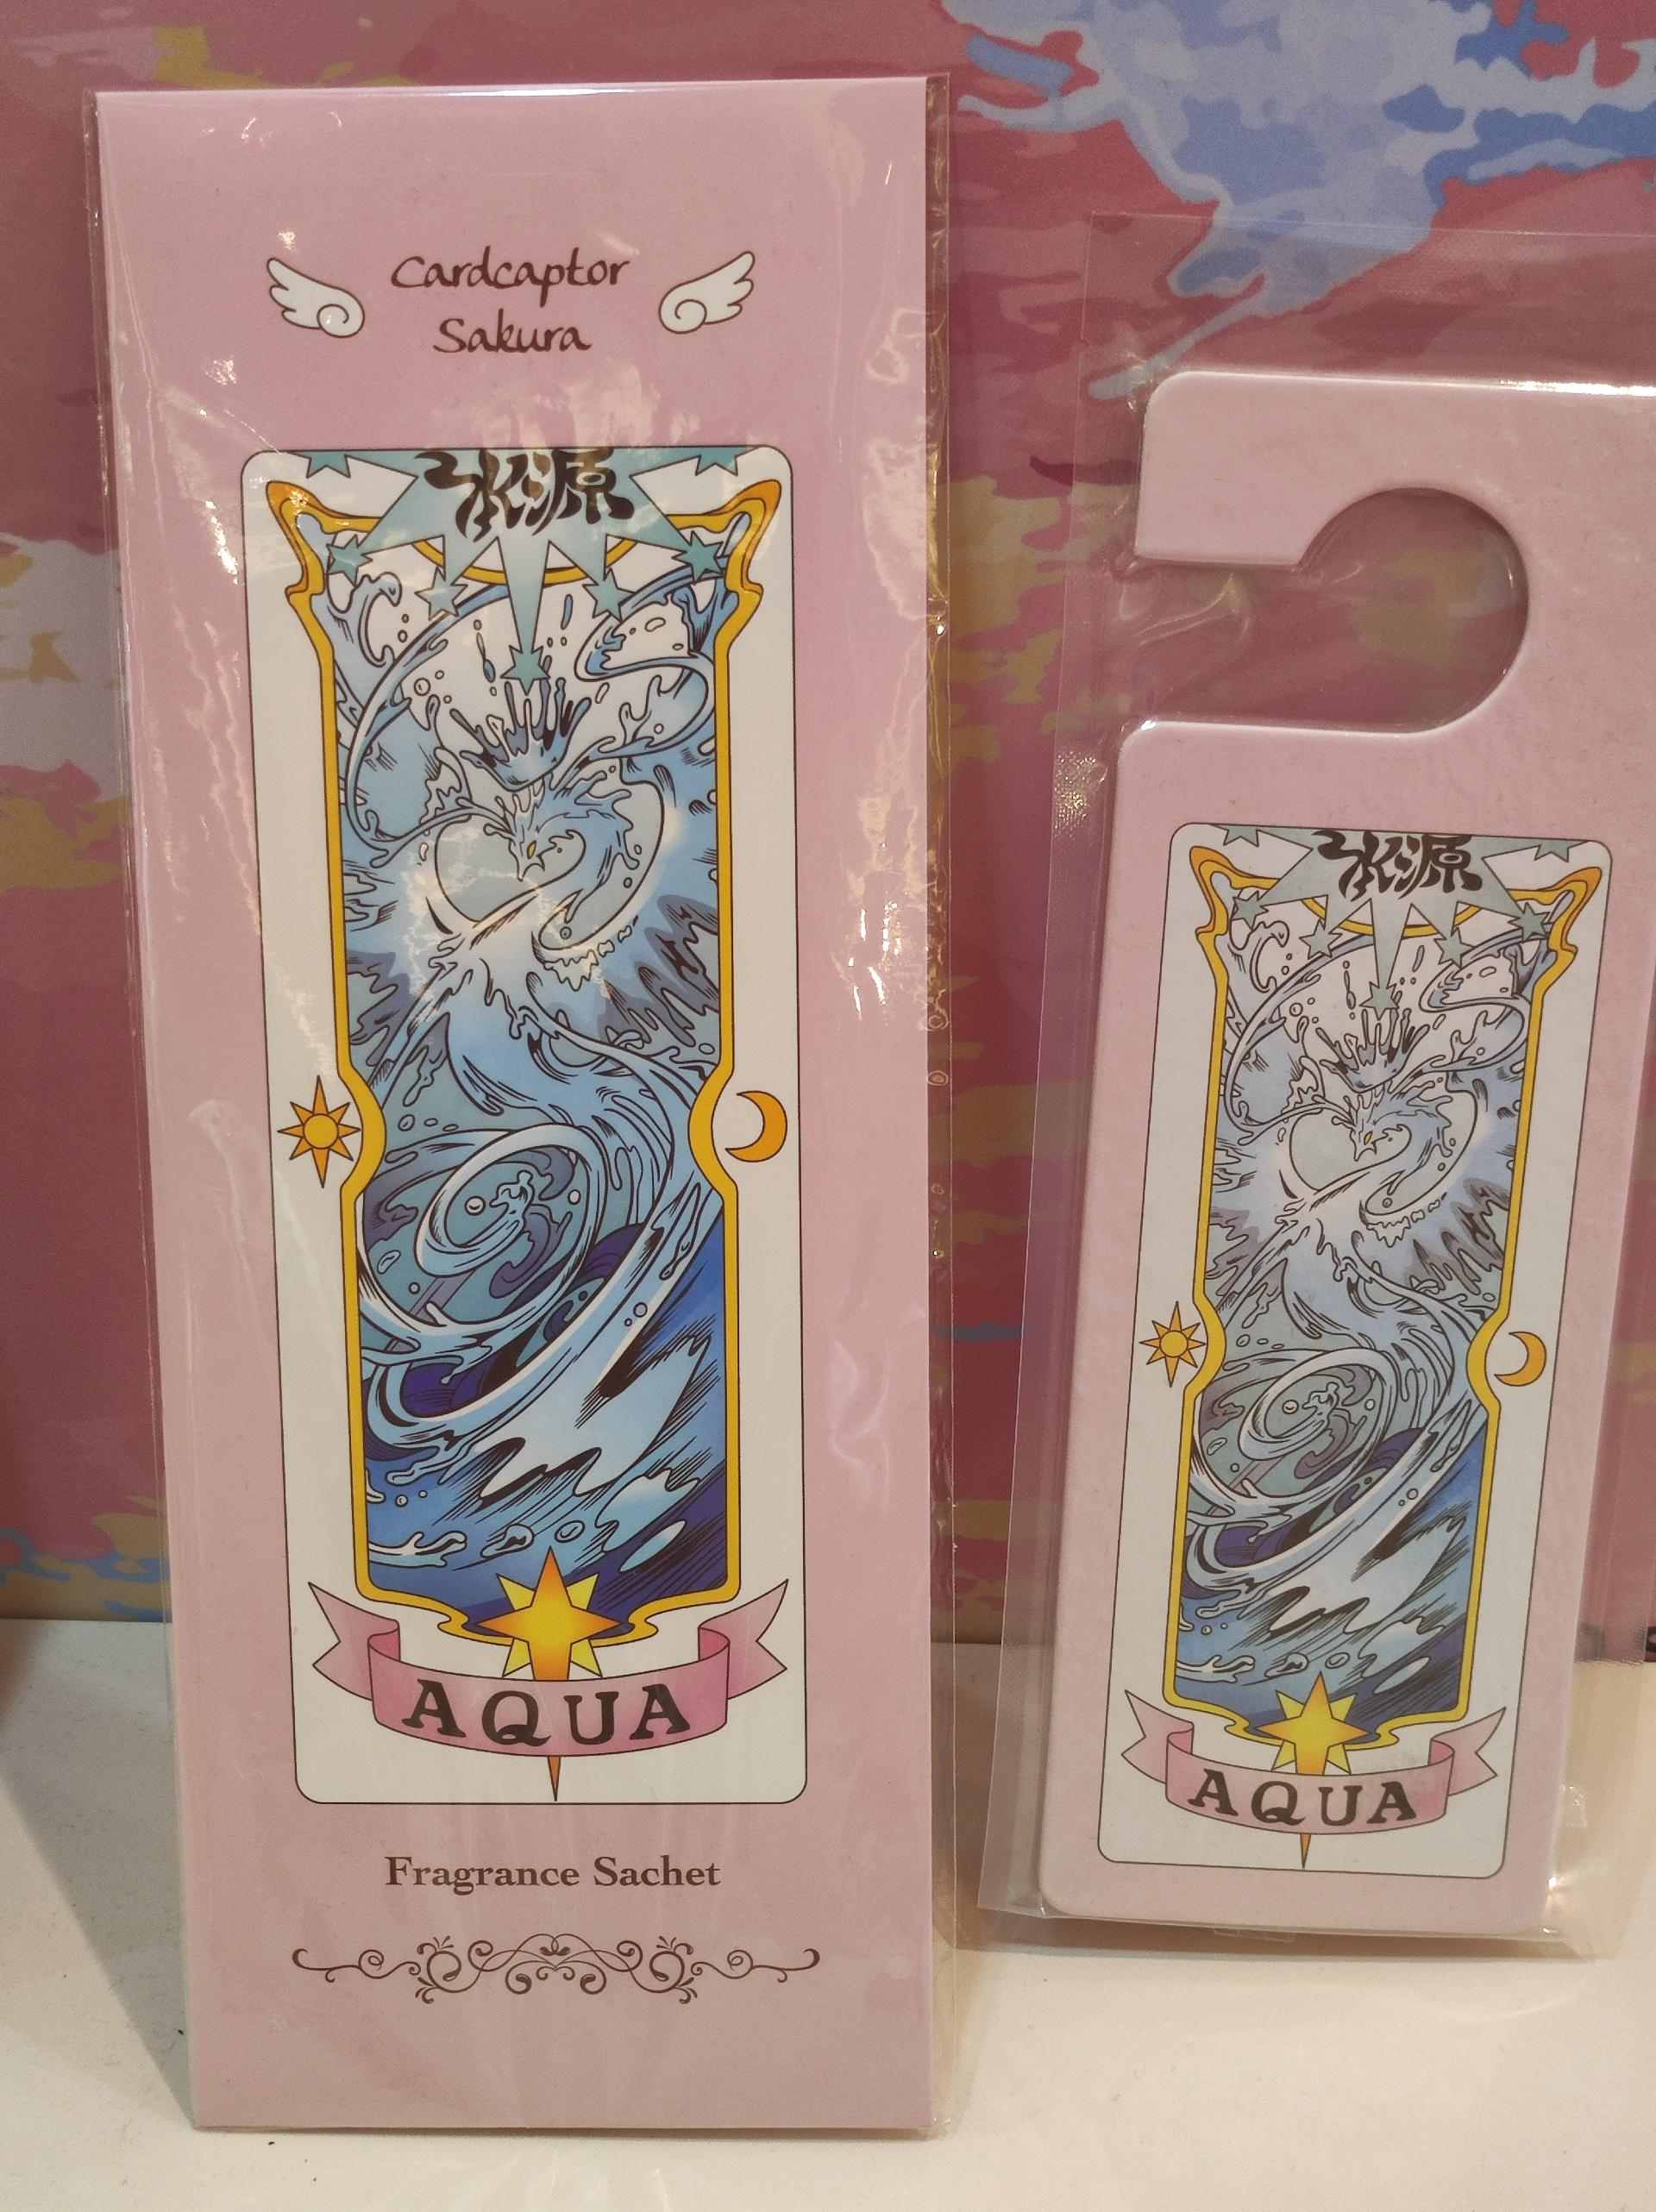 Cardcaptor
Sakura
水源
AQUA
Fragrance Sachet
水源
AQUA